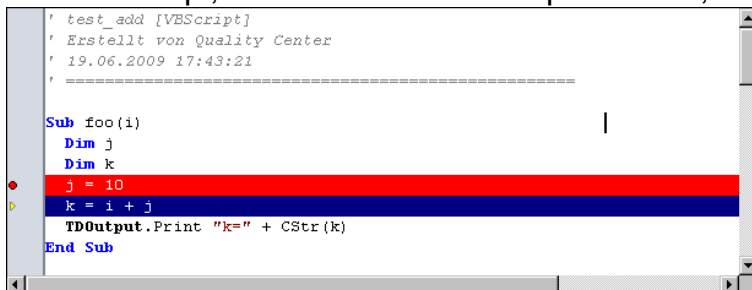 ' test_add [VBScript]
' Erstellt von Quality Center
' 19.06.2009 17:43:21
' ====================================================
Sub foo(i)
Dim j
Dim k
j = 10
k = i + j
TDOutput.Print "k=" + CStr(k)
End Sub